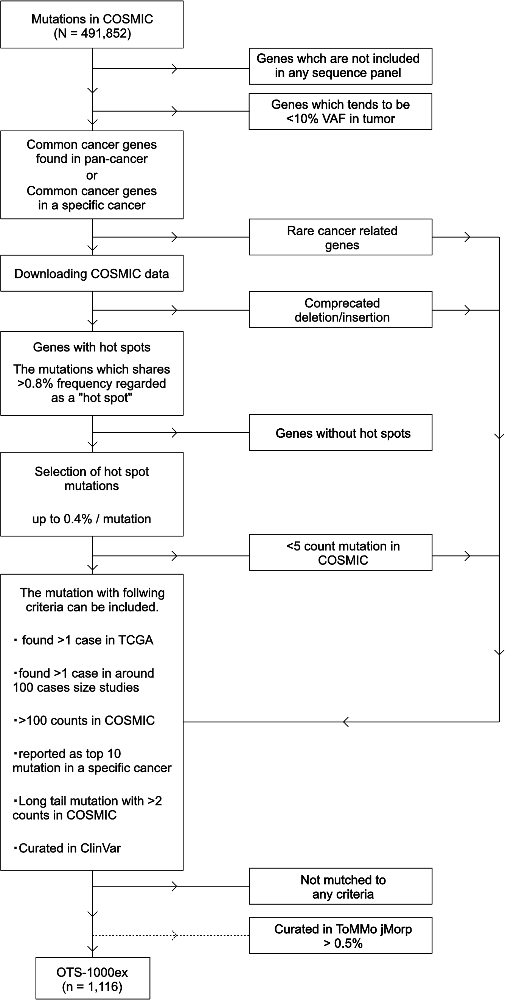 Mutations in COSMIC
(N = 491,852)
Genes whch are not included
in any sequence panel
Genes which tends to be
<10% VAF in tumor
Common cancer genes
found in pan-cancer
or
Common cancer genes
in a specific cancer
Rare cancer related
genes
Downloading COSMIC data
Comprecated
deletion/insertion
Genes with hot spots
The mutations which shares
>0.8% frequency regarded
as a "hot spot"
Genes without hot spots
Selection of hot spot
mutations
up to 0.4% / mutation
<5 count mutation in
COSMIC
The mutation with follwing
criteria can be included.
・ found >1 case in TCGA
・found >1 case in around
100 cases size studies
・>100 counts in COSMIC
・reported as top 10
mutation in a specific cancer
・Long tail mutation with >2
counts in COSMIC
・Curated in ClinVar
Not mutched to
any criteria
Curated in ToMMo jMorp
> 0.5%
OTS-1000ex
(n = 1,116)